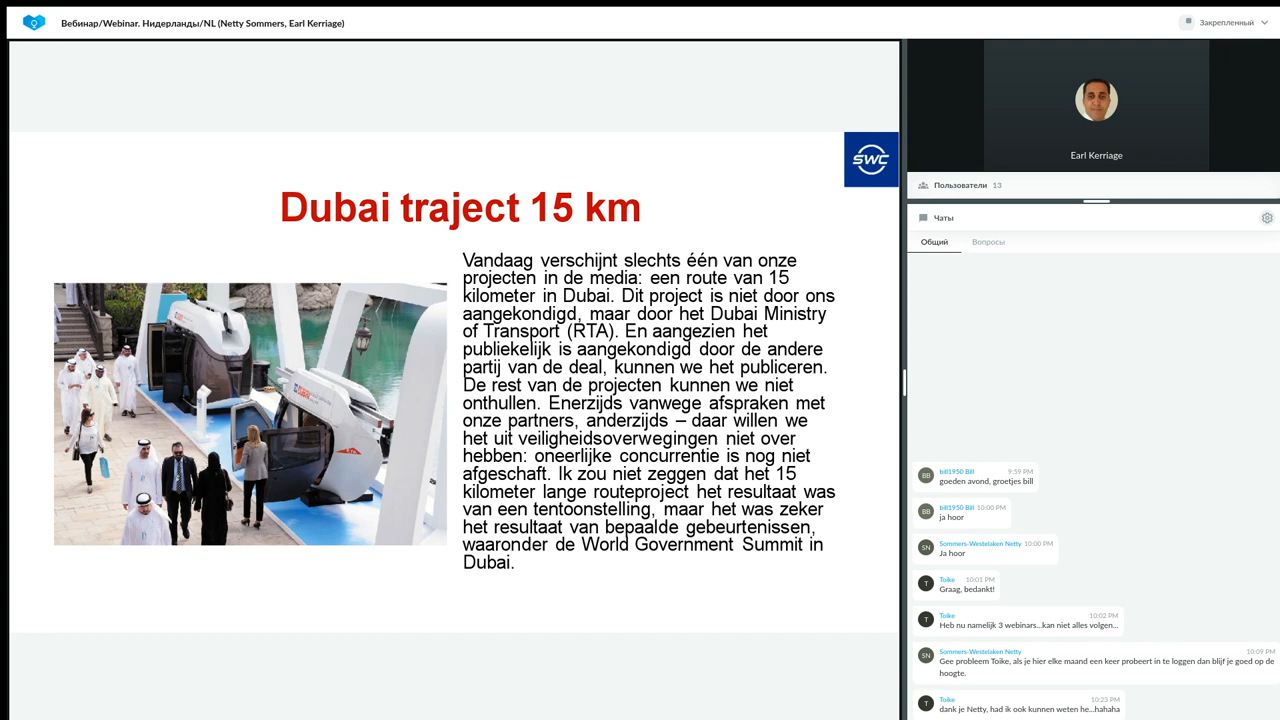 Вебинар/Webinar. Нидерланды/NL (Netty Sommers, Earl Kerriage)
Закрепленный
SWC
Dubai traject 15 km
Vandaag verschijnt slechts één van onze
projecten in de media: een route van 15
kilometer in Dubai. Dit project is niet door ons
aangekondigd, maar door het Dubai Ministry
of Transport (RTA). En aangezien het
publiekelijk is aangekondigd door de andere
partij van de deal, kunnen we het publiceren.
De rest van de projecten kunnen we niet
onthullen. Enerzijds vanwege afspraken met
onze partners, anderzijds – daar willen we
het uit veiligheidsoverwegingen niet over
hebben: oneerlijke concurrentie is nog niet
afgeschaft. Ik zou niet zeggen dat het 15
kilometer lange routeproject het resultaat was
van een tentoonstelling, maar het was zeker
het resultaat van bepaalde gebeurtenissen,
waaronder de World Government Summit in
Dubai.
Earl Kerriage
Пользователи 13
Чаты
Общий Вопросы
BB bill1950 Bill 9:59 PM
goeden avond, groetjes bill
BB bill1950 Bill 10:00 PM
ja hoor
SN Sommers-Westelaken Netty 10:00 PM
Ja hoor
T Toike 10:01 PM
Graag, bedankt!
T Toike 10:02 PM
Heb nu namelijk 3 webinars...kan niet alles volgen...
SN Sommers-Westelaken Netty 10:09 PM
Gee probleem Toike, als je hier elke maand een keer probeert in te loggen dan blijf je goed op de
hoogte.
T Toike 10:23 PM
dank je Netty, had ik ook kunnen weten he...hahaha